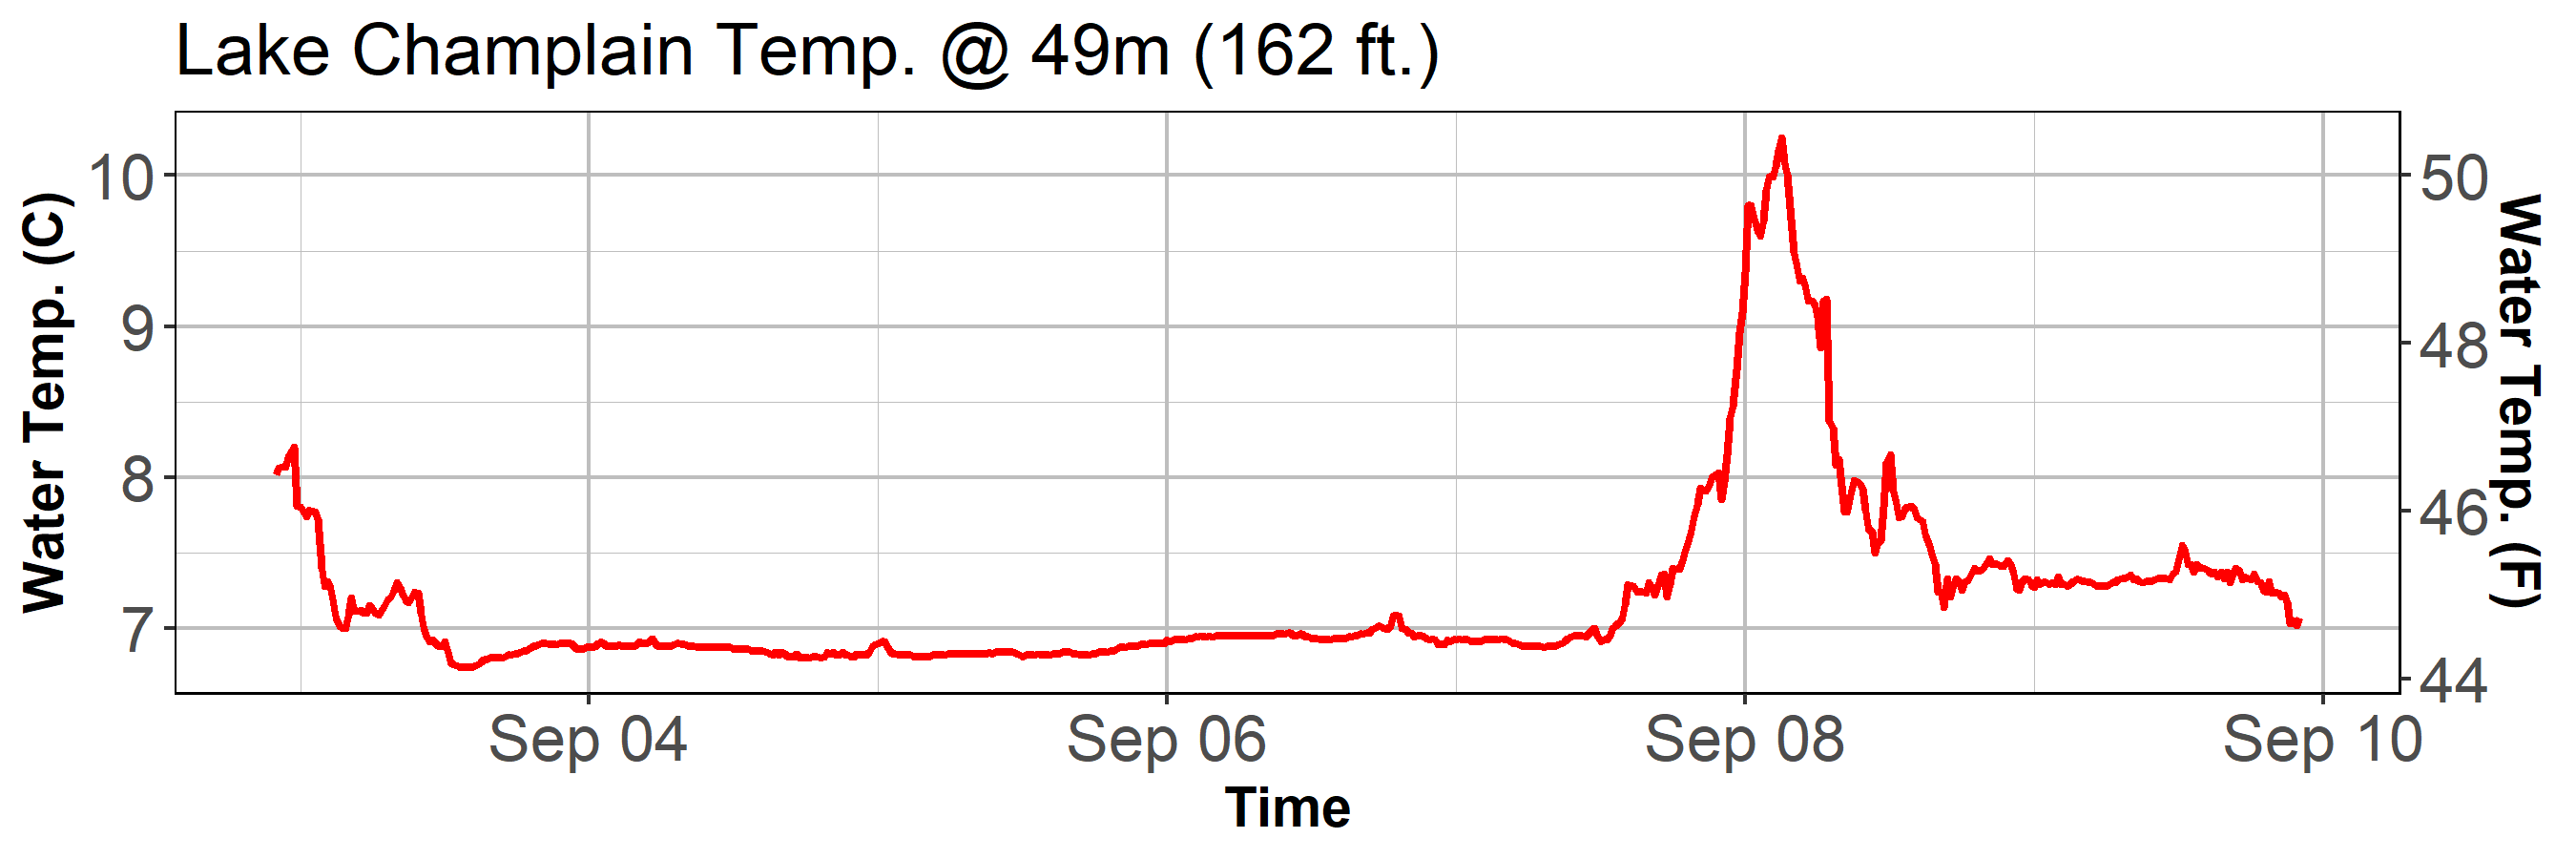 Lake Champlain Temp. @ 49m (162 ft.)
Water Temp. (C)
10
9
8
7
50
48
46
44
Water Temp. (F)
Sep 04 Sep 06 Sep 08 Sep 10
Time